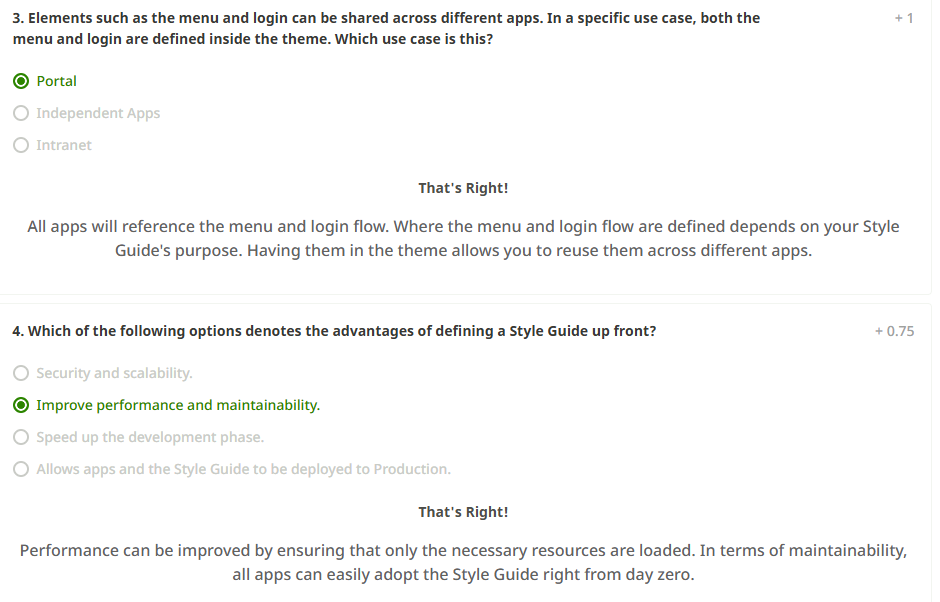 3. Elements such as the menu and login can be shared across different apps. In a specific use case, both the + 1
menu and login are defined inside the theme. Which use case is this?
Portal
Independent Apps
Intranet
That's Right!
All apps will reference the menu and login flow. Where the menu and login flow are defined depends on your Style
Guide's purpose. Having them in the theme allows you to reuse them across different apps.
4. Which of the following options denotes the advantages of defining a Style Guide up front? + 0.75
Security and scalability.
Improve performance and maintainability.
Speed up the development phase.
Allows apps and the Style Guide to be deployed to Production.
That's Right!
Performance can be improved by ensuring that only the necessary resources are loaded. In terms of maintainability,
all apps can easily adopt the Style Guide right from day zero.